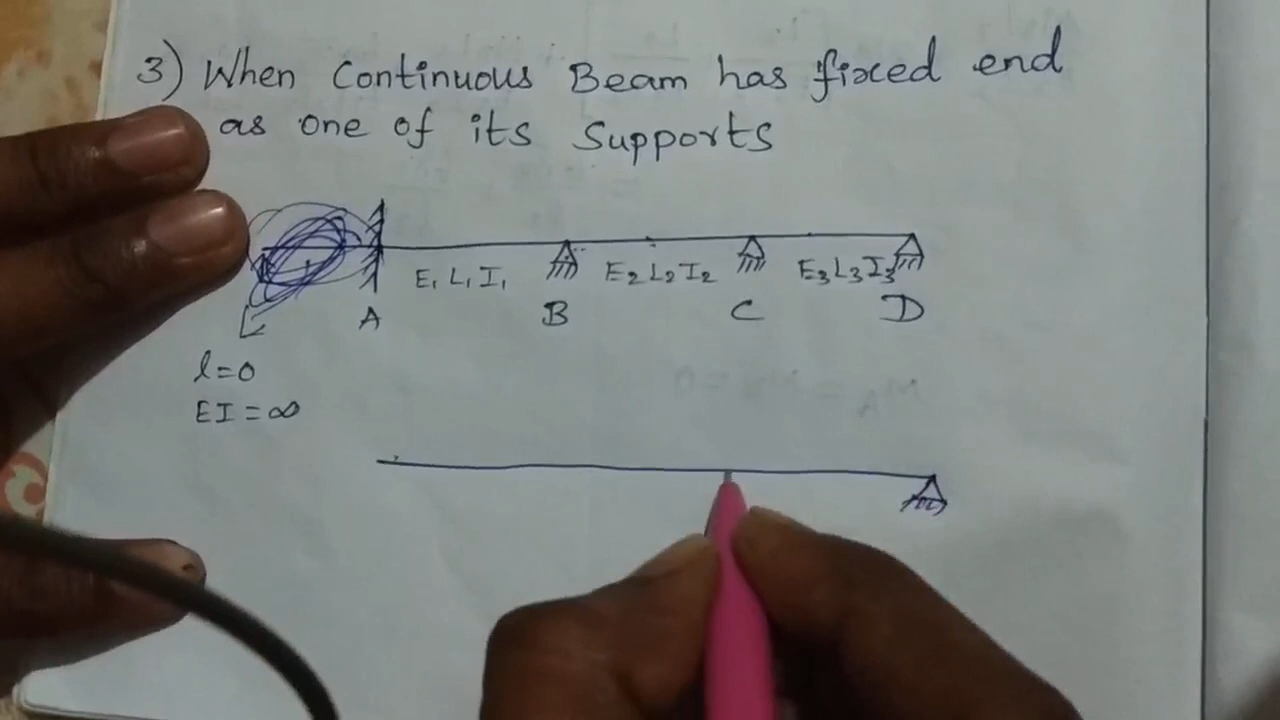 3) When Continuous Beam has fixed end
as one of its Supports
E₁ L₁ I₁ E₂ L₂ I₂ E₃ L₃ I₃
A B C D
l=0
EI=∞